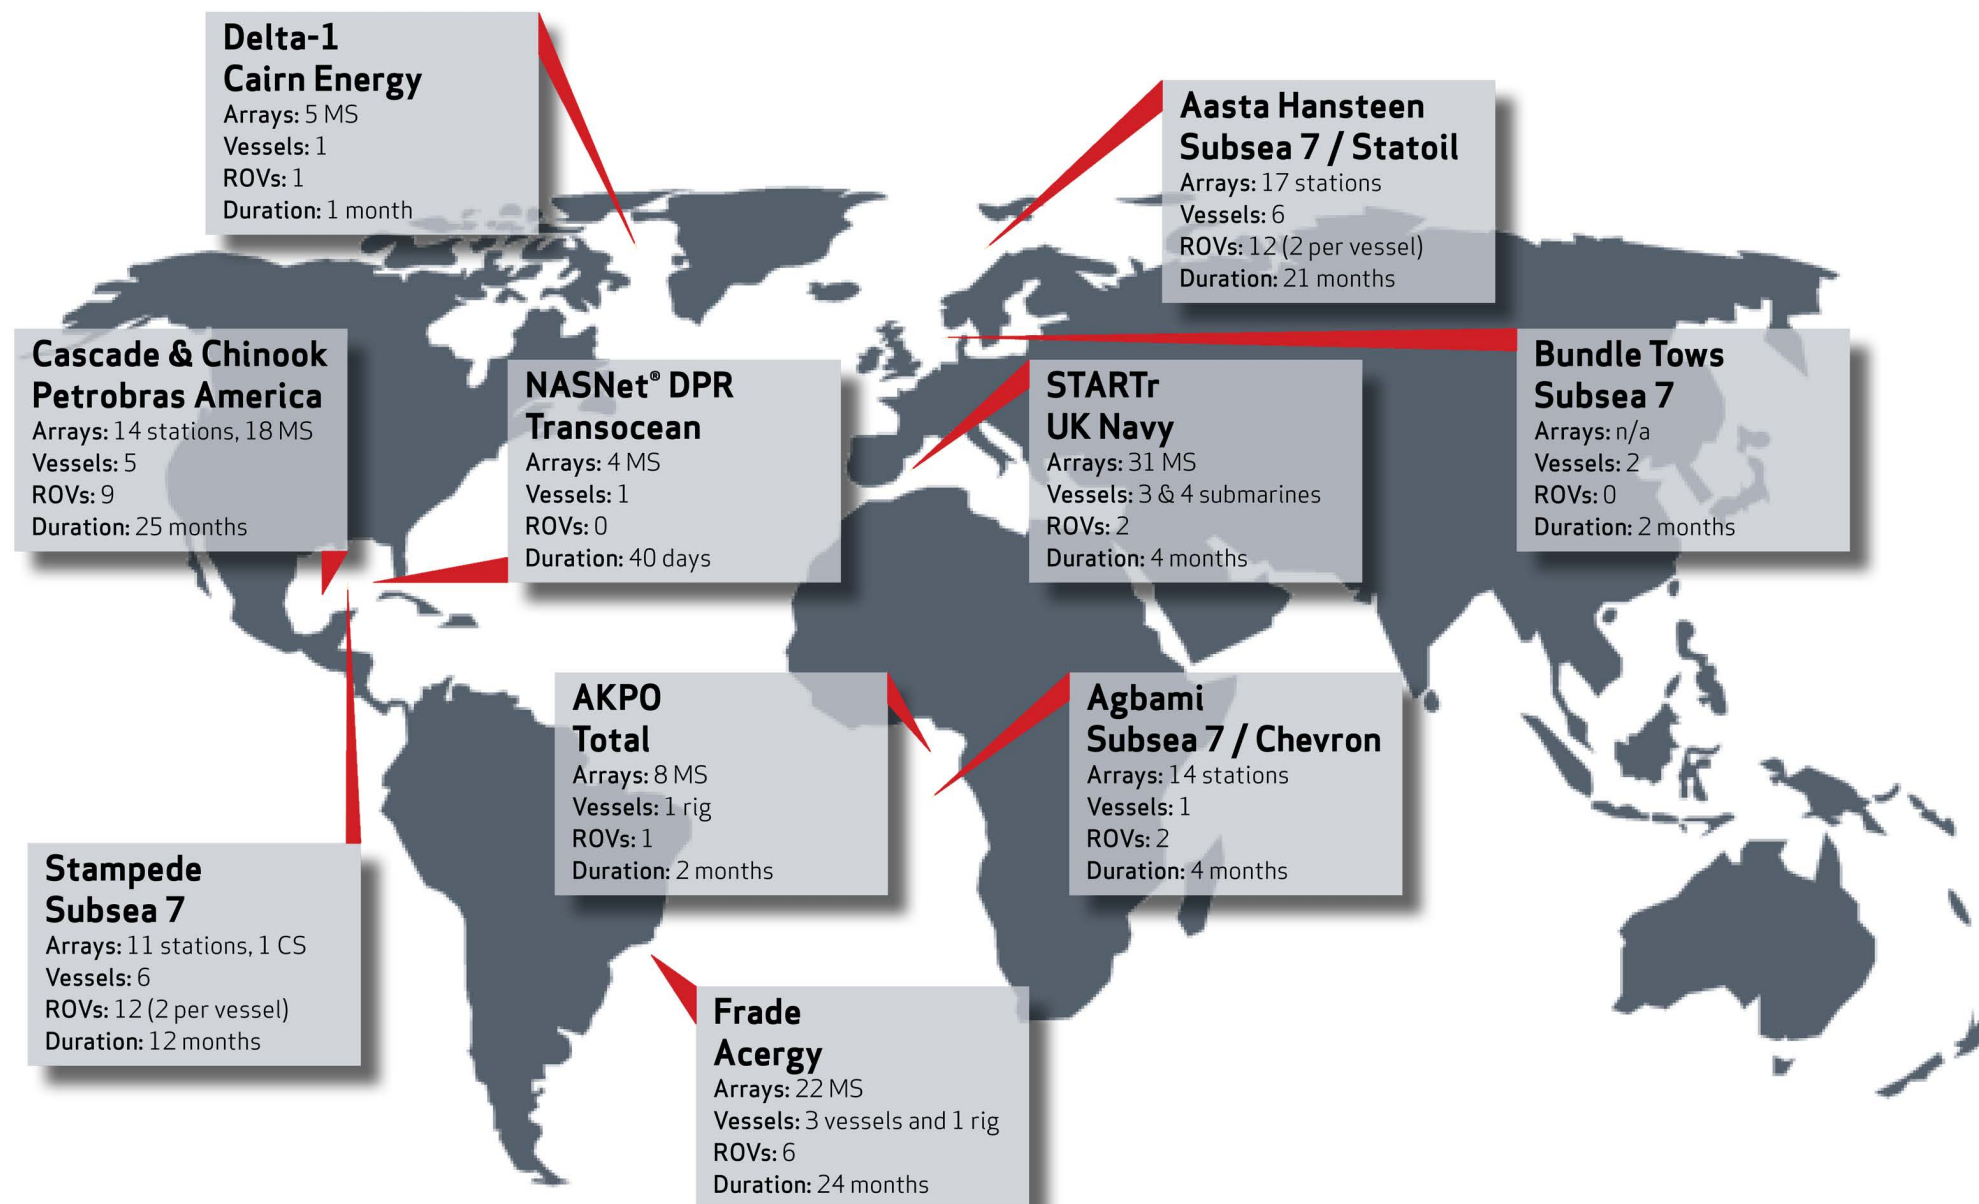 Delta-1
Cairn Energy
Arrays: 5 MS
Vessels: 1
ROVs: 1
Duration: 1 month
Aasta Hansteen
Subsea 7 / Statoil
Arrays: 17 stations
Vessels: 6
ROVs: 12 (2 per vessel)
Duration: 21 months
Cascade & Chinook
Petrobras America
Arrays: 14 stations, 18 MS
Vessels: 5
ROVs: 9
Duration: 25 months
NASNet® DPR
Transocean
Arrays: 4 MS
Vessels: 1
ROVs: 0
Duration: 40 days
STARTr
UK Navy
Arrays: 31 MS
Vessels: 3 & 4 submarines
ROVs: 2
Duration: 4 months
Bundle Tows
Subsea 7
Arrays: n/a
Vessels: 2
ROVs: 0
Duration: 2 months
AKPO
Total
Arrays: 8 MS
Vessels: 1 rig
ROVs: 1
Duration: 2 months
Agbami
Subsea 7 / Chevron
Arrays: 14 stations
Vessels: 1
ROVs: 2
Duration: 4 months
Stampede
Subsea 7
Arrays: 11 stations, 1 CS
Vessels: 6
ROVs: 12 (2 per vessel)
Duration: 12 months
Frade
Acergy
Arrays: 22 MS
Vessels: 3 vessels and 1 rig
ROVs: 6
Duration: 24 months